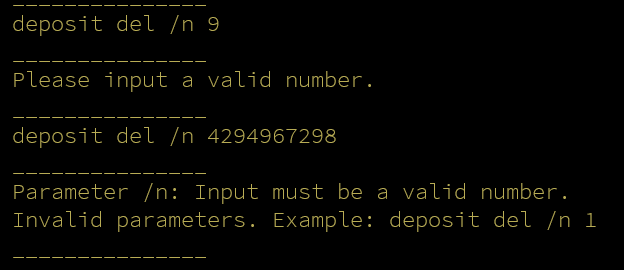 _______________
deposit del /n 9
_______________
Please input a valid number.
_______________
deposit del /n 4294967298
_______________
Parameter /n: Input must be a valid number.
Invalid parameters. Example: deposit del /n 1
_______________